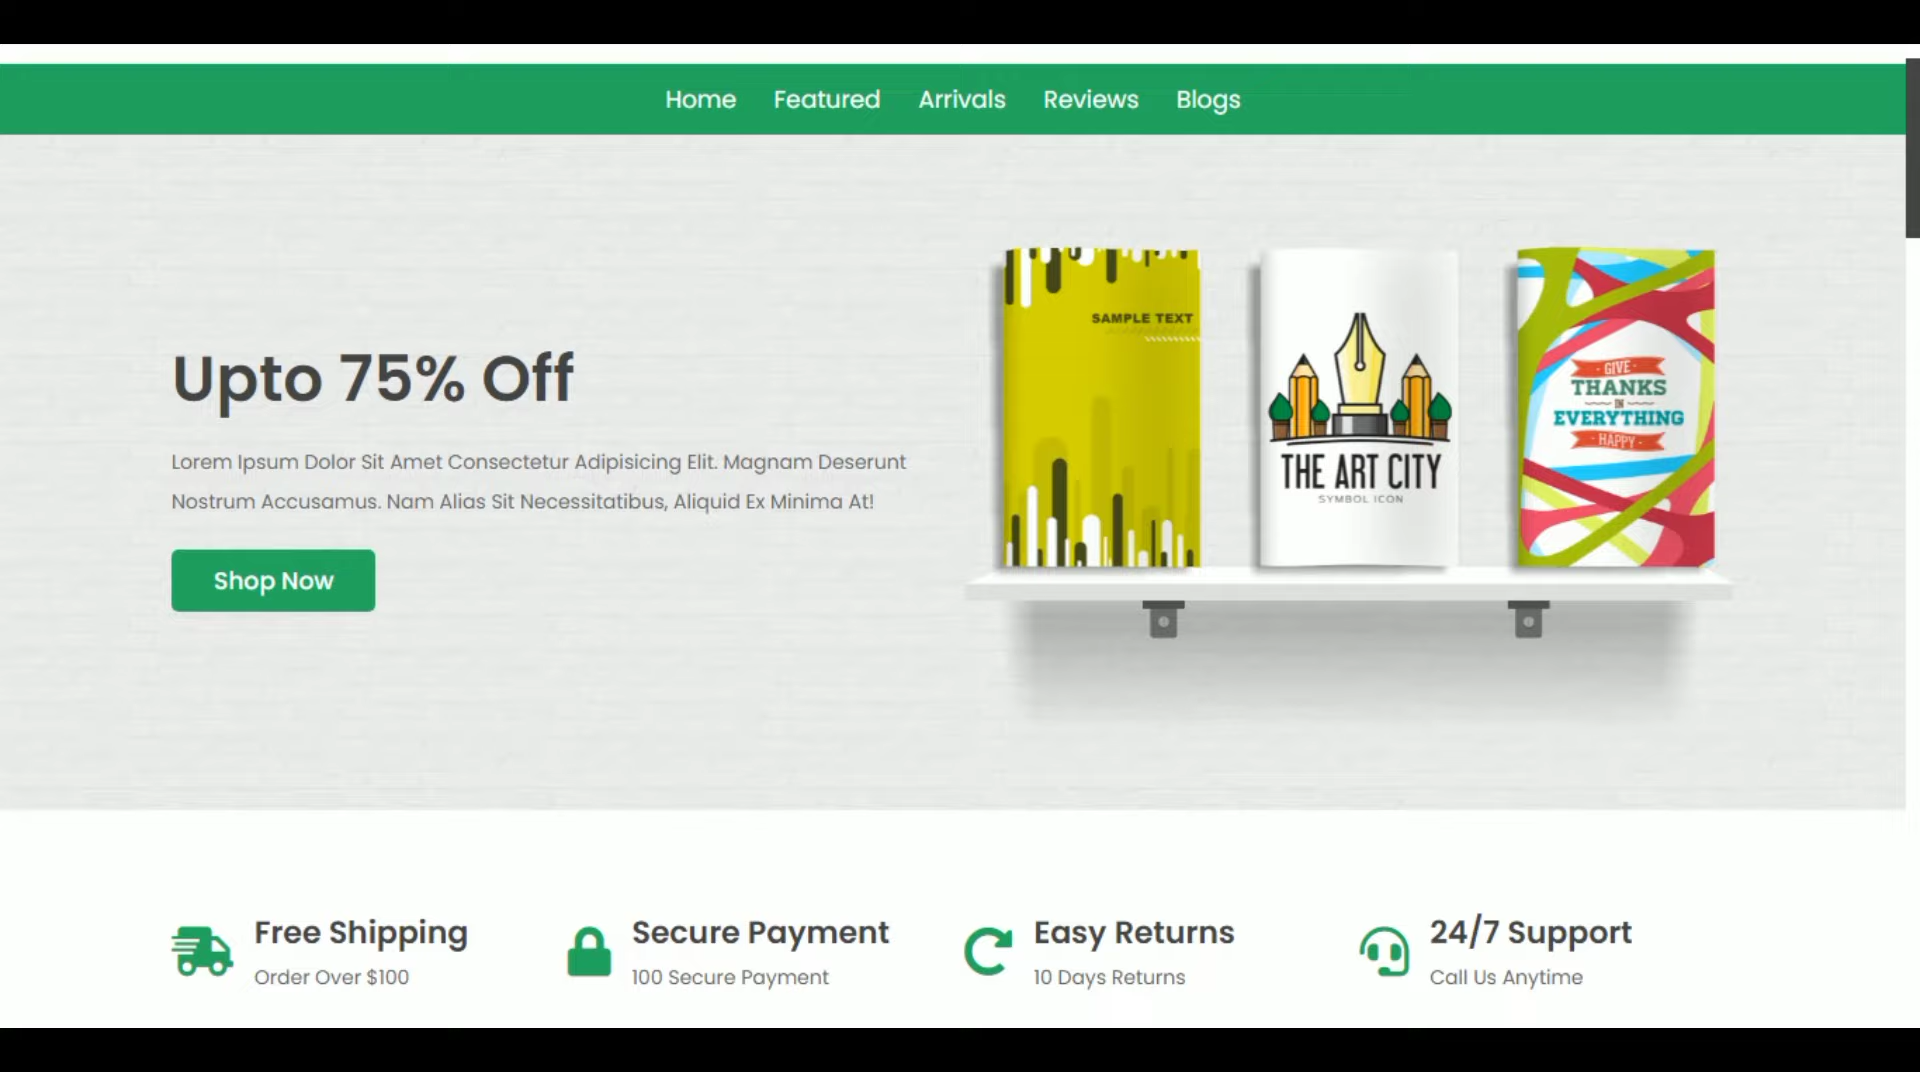 Home Featured Arrivals Reviews Blogs
Upto 75% Off
Lorem Ipsum Dolor Sit Amet Consectetur Adipisicing Elit. Magnam Deserunt
Nostrum Accusamus. Nam Alias Sit Necessitatibus, Aliquid Ex Minima At!
Shop Now
SAMPLE TEXT
THE ART CITY
SYMBOL ICON
GIVE
THANKS
IN
EVERYTHING
HAPPY
Free Shipping
Order Over $100
Secure Payment
100 Secure Payment
Easy Returns
10 Days Returns
24/7 Support
Call Us Anytime